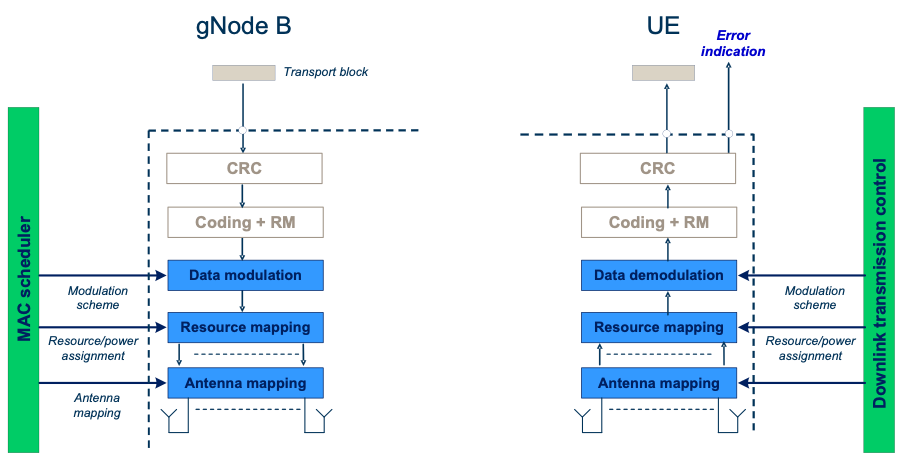 gNode B
UE
Error
indication
Transport block
CRC
CRC
Coding + RM
Coding + RM
MAC scheduler
Data modulation
Data demodulation
Downlink transmission control
Modulation
scheme
Modulation
scheme
Resource mapping
Resource mapping
Resource/power
assignment
Resource/power
assignment
Antenna mapping
Antenna mapping
Antenna
mapping